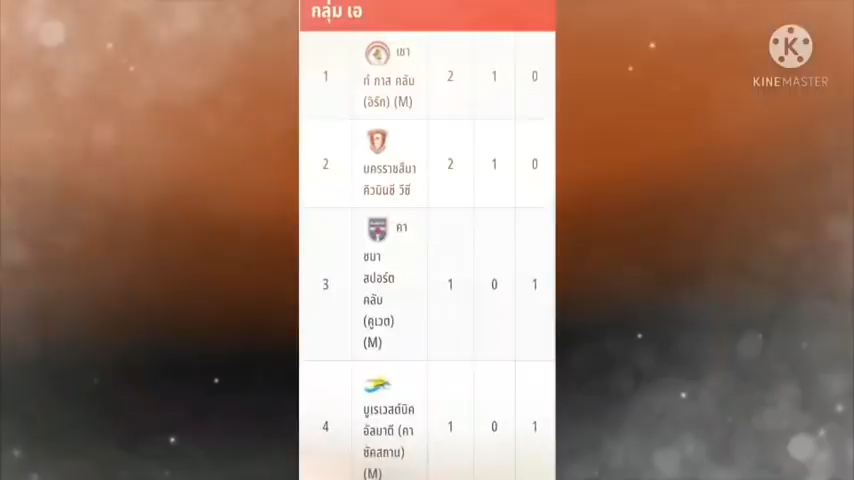 กลุ่ม เอ
1 เซา 2 1 0
ท์ กาส คลับ
(อิรัก) (M)
2 นครราชสีมา 2 1 0
คิวมินซี วีซี
3 คา 1 0 1
ซมา
สปอร์ต
คลับ
(คูเวต)
(M)
4 บูเรเวสต์นิค 1 0 1
อัลมาตี (คา
ซัคสถาน)
(M)
K
KINEMASTER